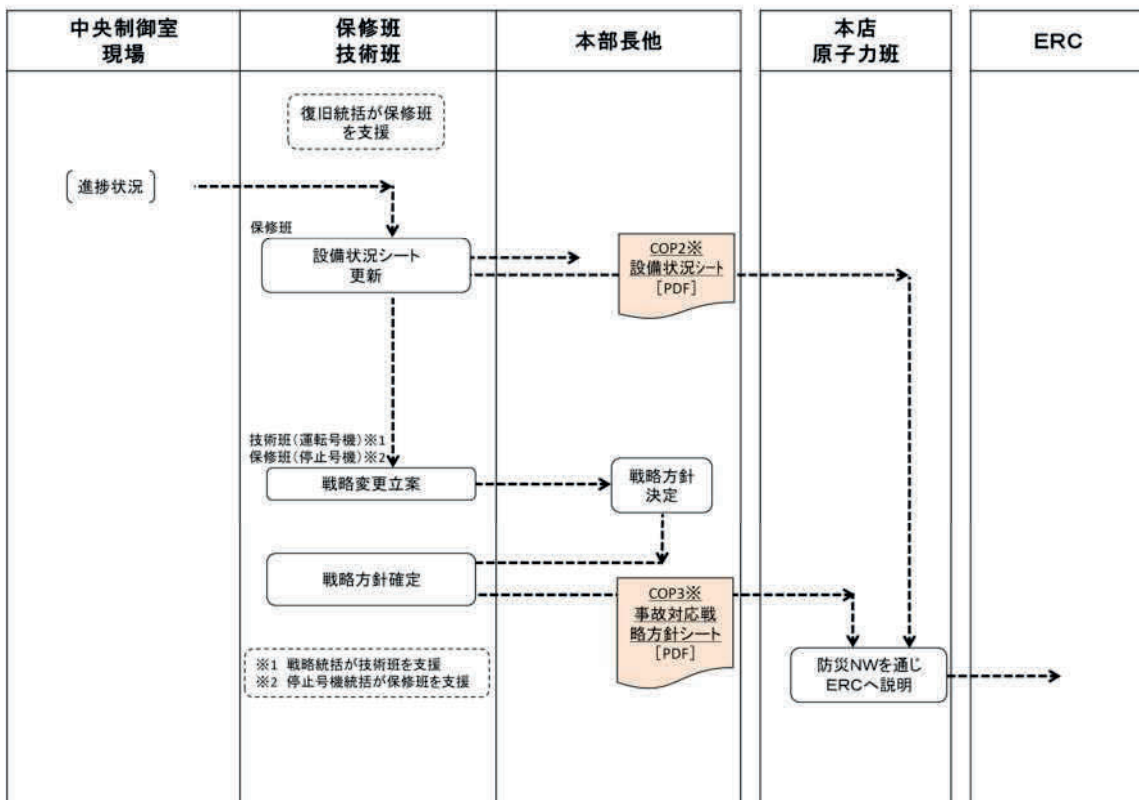 中央制御室
現場
保修班
技術班
本部長他
本店
原子力班
ERC
復旧統括が保修班
を支援
進捗状況
保修班
設備状況シート
更新
COP2※
設備状況シート
[PDF]
技術班(運転号機)※1
保修班(停止号機)※2
戦略変更立案
戦略方針
決定
戦略方針確定
COP3※
事故対応戦
略方針シート
[PDF]
※1 戦略統括が技術班を支援
※2 停止号機統括が保修班を支援
防災NWを通じ
ERCへ説明